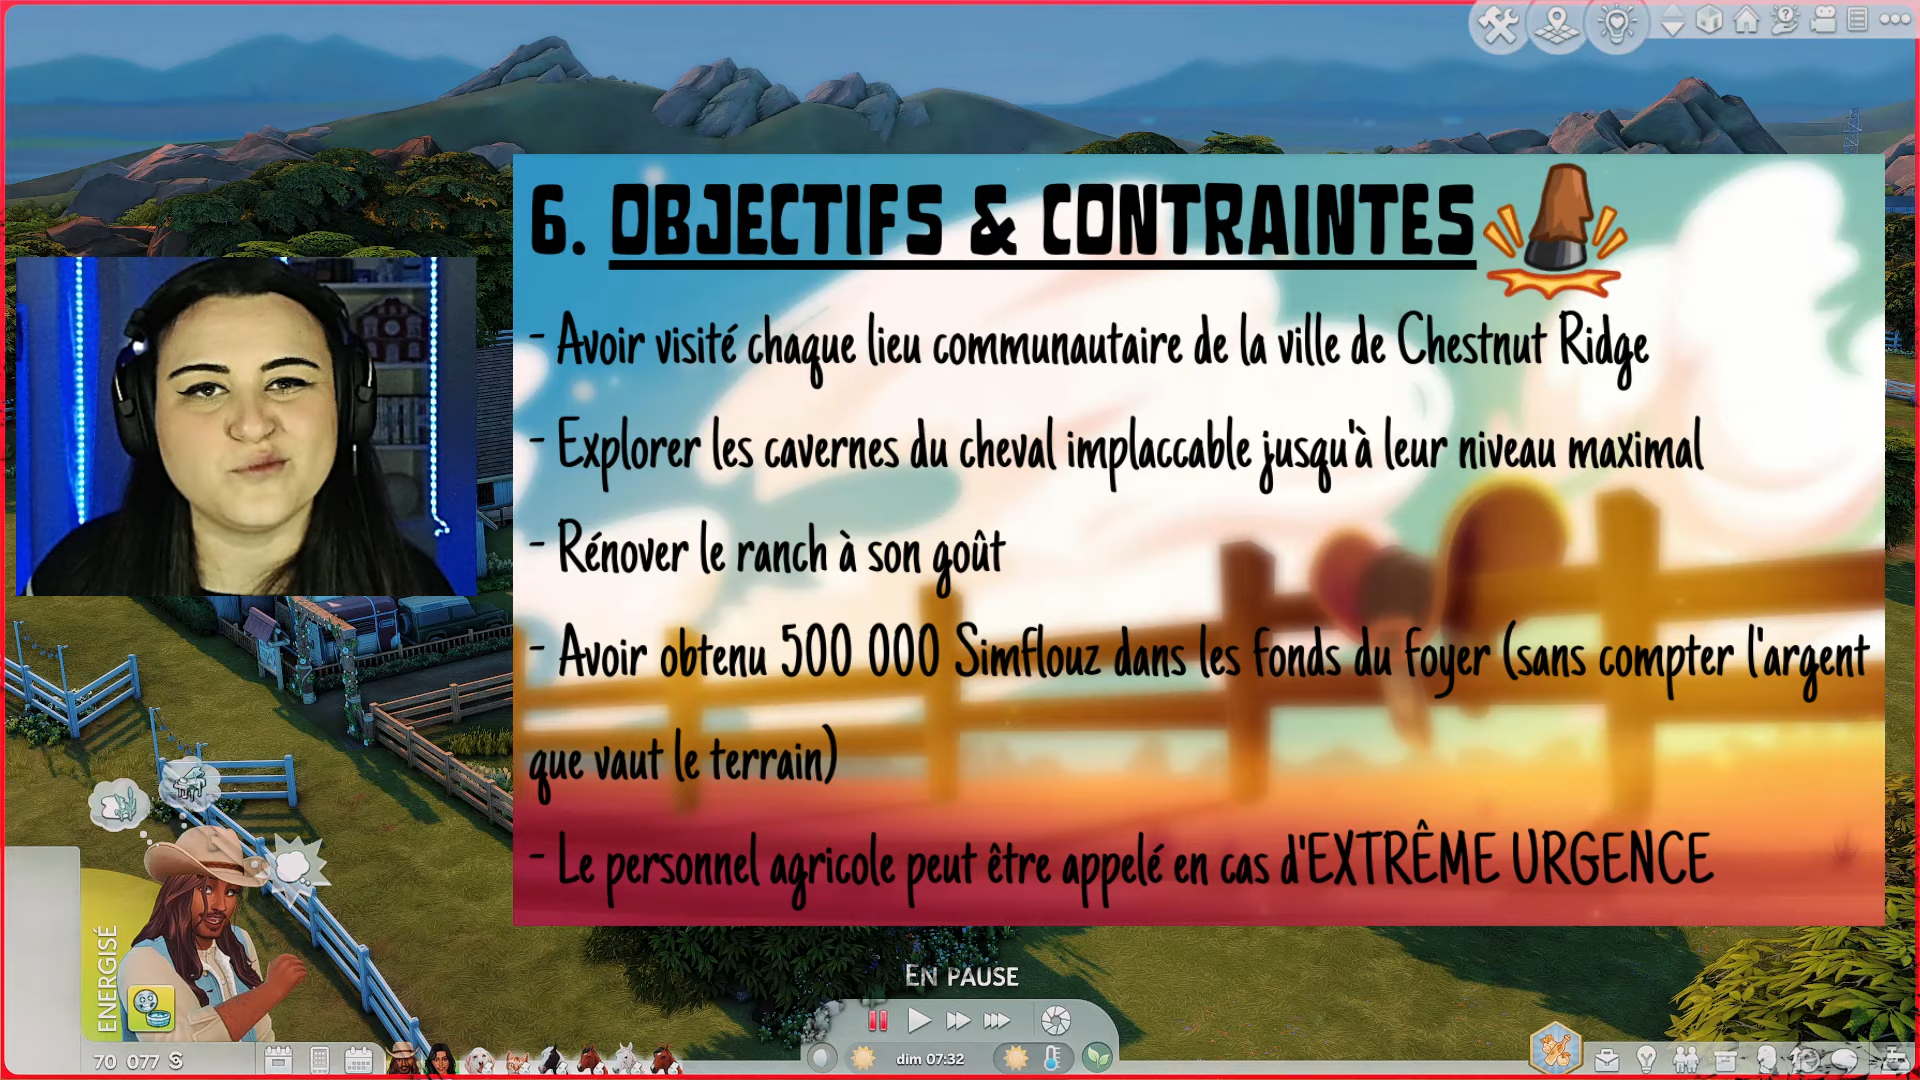 6. OBJECTIFS & CONTRAINTES
- Avoir visité chaque lieu communautaire de la ville de Chestnut Ridge
- Explorer les cavernes du cheval implaccable jusqu'à leur niveau maximal
- Rénover le ranch à son goût
- Avoir obtenu 500 000 Simflouz dans les fonds du foyer (sans compter l'argent
que vaut le terrain)
- Le personnel agricole peut être appelé en cas d'EXTRÊME URGENCE
ÉNERGISÉ
EN PAUSE
70 077 §
dim 07:32